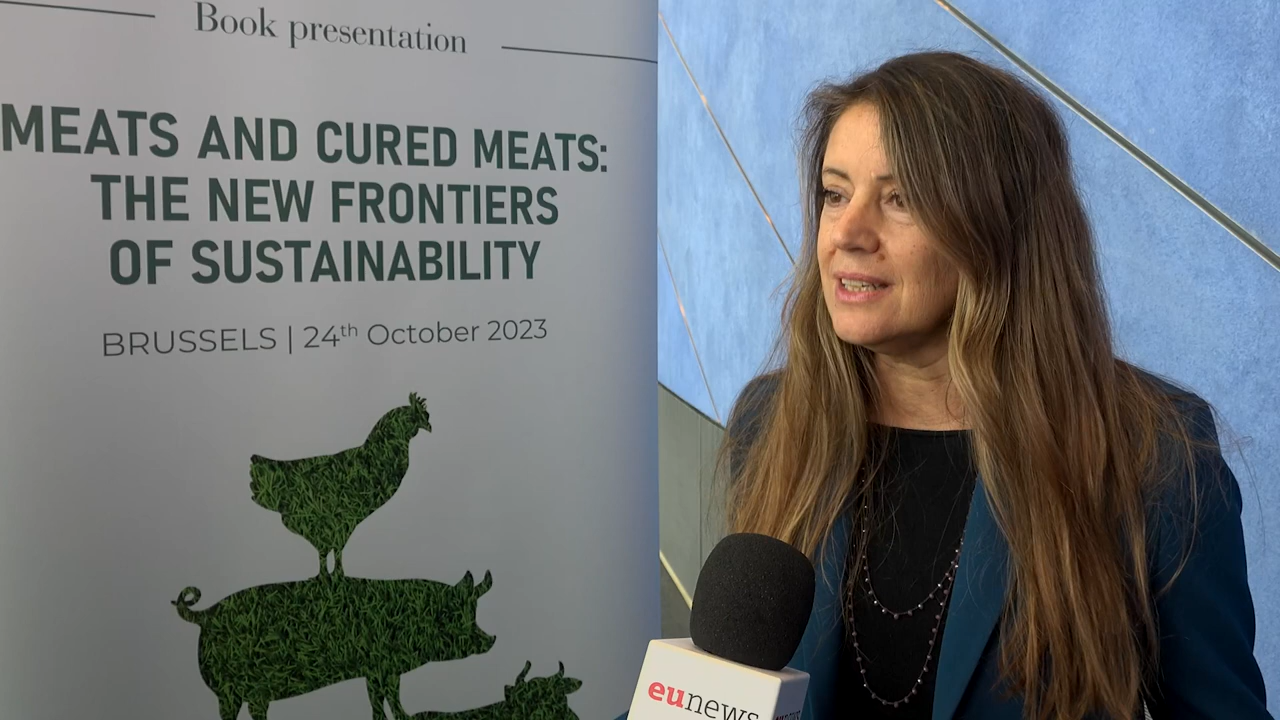 Book presentation
MEATS AND CURED MEATS:
THE NEW FRONTIERS
OF SUSTAINABILITY
BRUSSELS | 24th October 2023
eunews